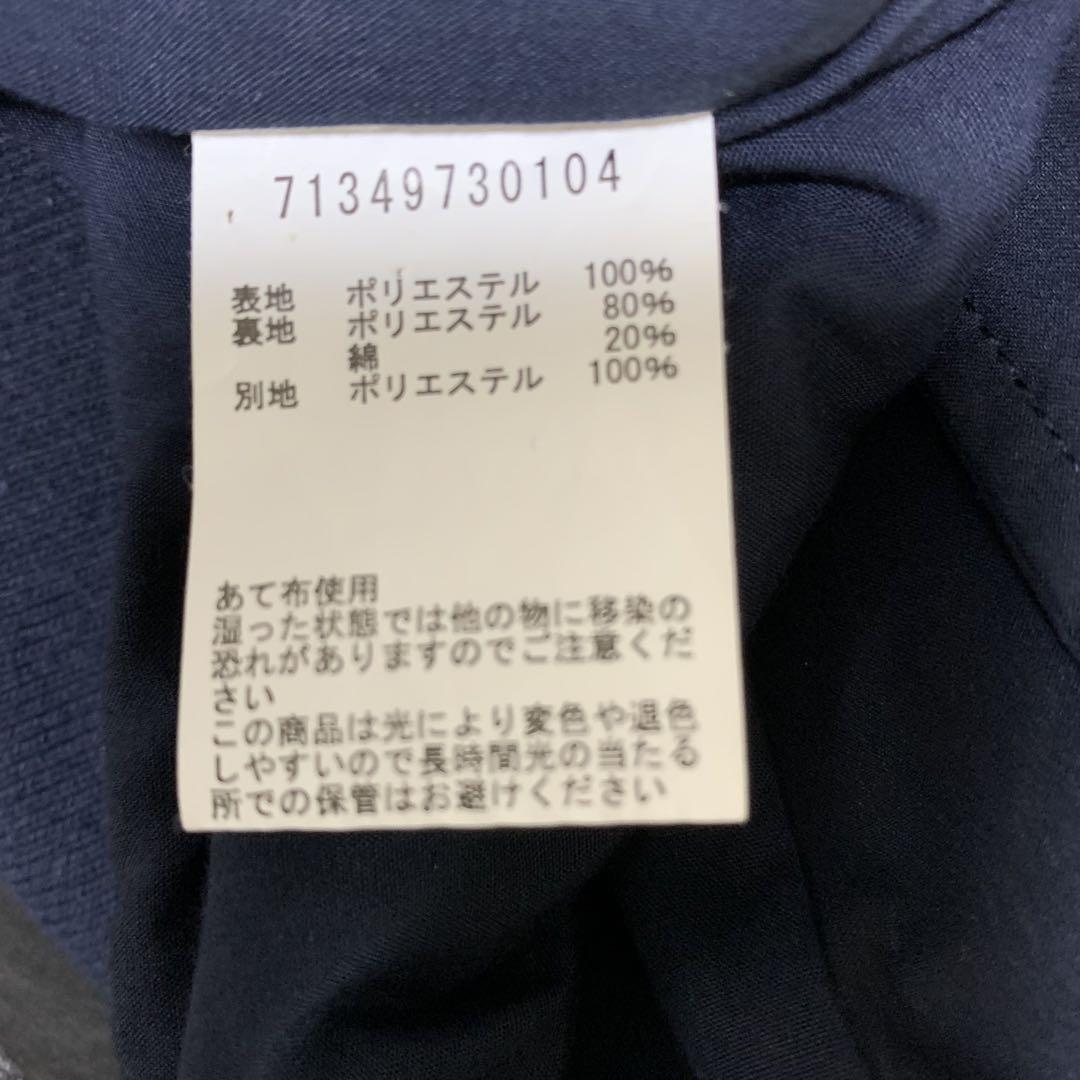 71349730104
表地 ポリエステル 100%
裏地 ポリエステル 80%
綿 20%
別地 ポリエステル 100%
あて布使用
湿った状態では他の物に移染の
恐れがありますのでご注意くだ
さい
この商品は光により変色や退色
しやすいので長時間光の当たる
所での保管はお避けください